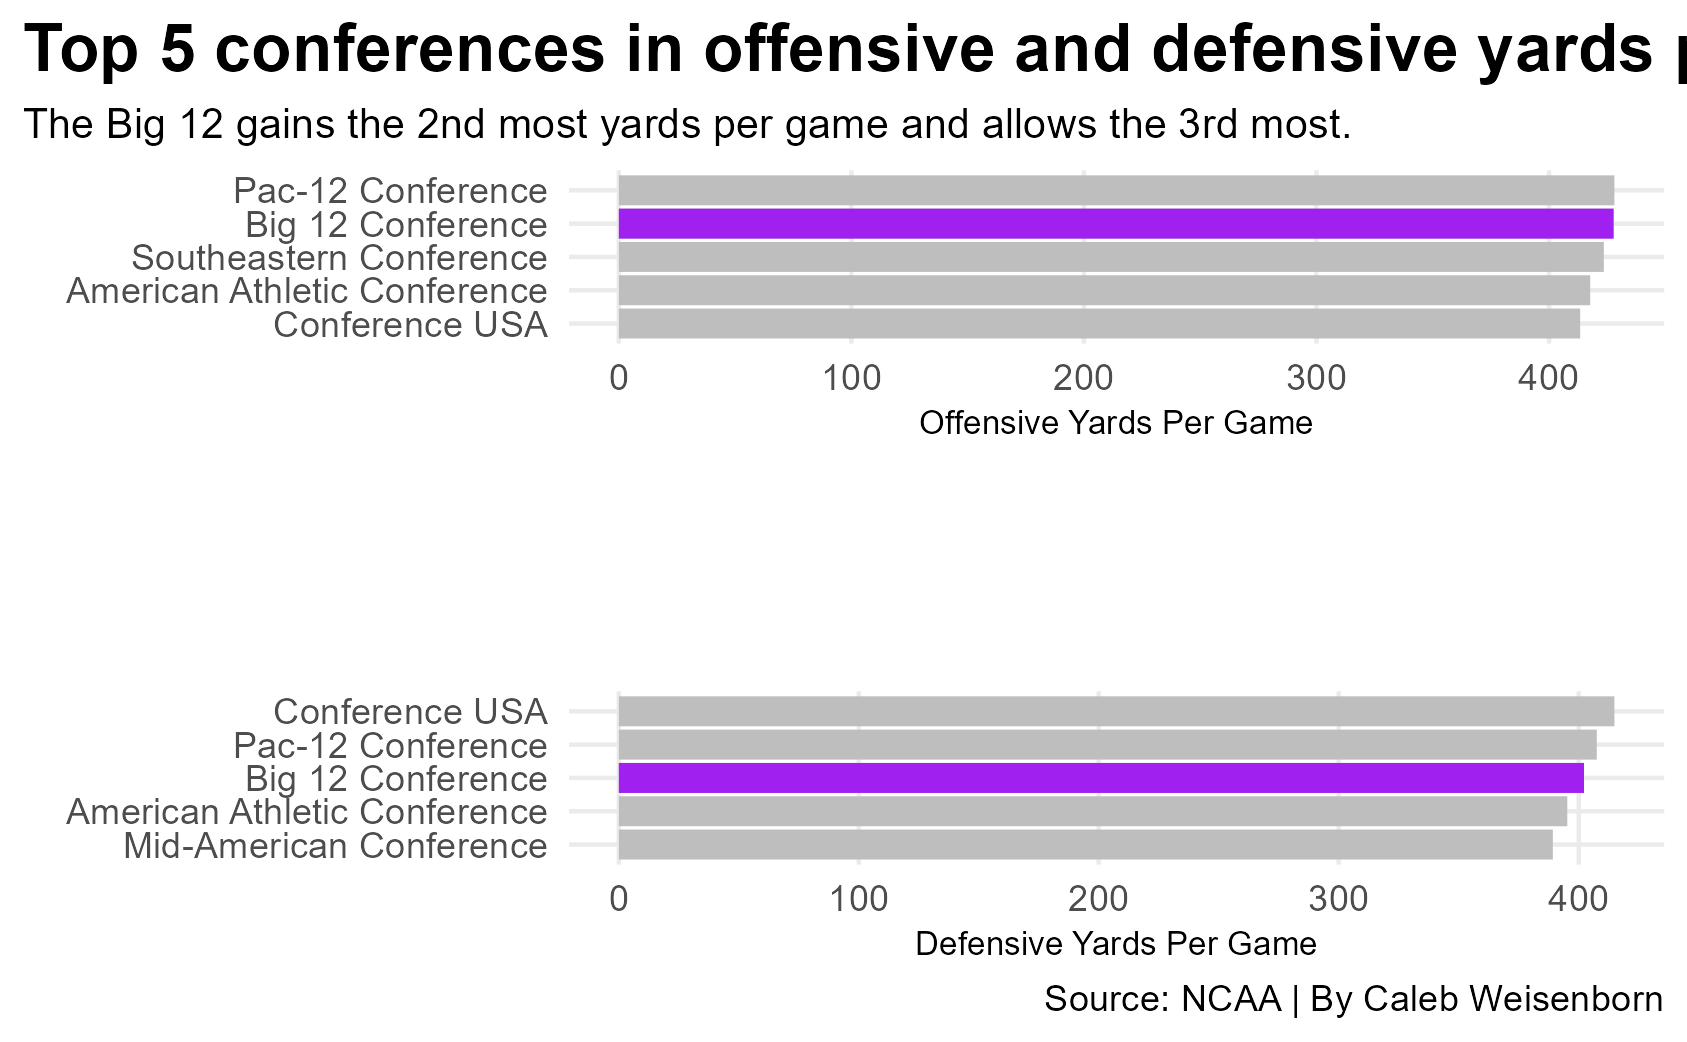 Top 5 conferences in offensive and defensive yards
The Big 12 gains the 2nd most yards per game and allows the 3rd most.
Pac-12 Conference
Big 12 Conference
Southeastern Conference
American Athletic Conference
Conference USA
0 100 200 300 400
Offensive Yards Per Game
Conference USA
Pac-12 Conference
Big 12 Conference
American Athletic Conference
Mid-American Conference
0 100 200 300 400
Defensive Yards Per Game
Source: NCAA | By Caleb Weisenborn